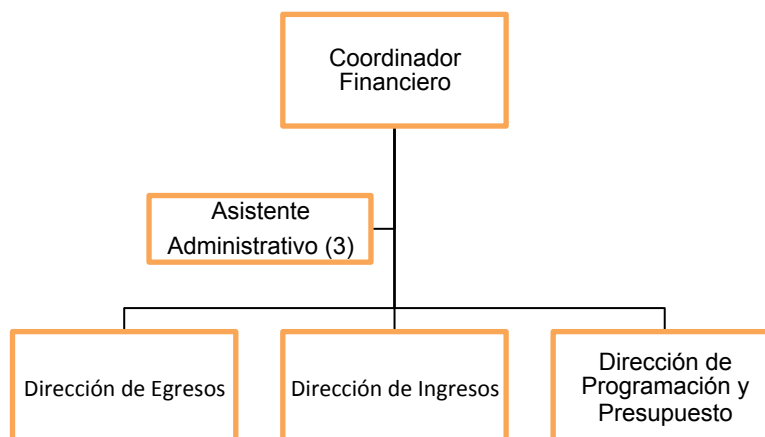 Coordinador
Financiero
Asistente
Administrativo (3)
Dirección de Egresos
Dirección de Ingresos
Dirección de
Programación y
Presupuesto